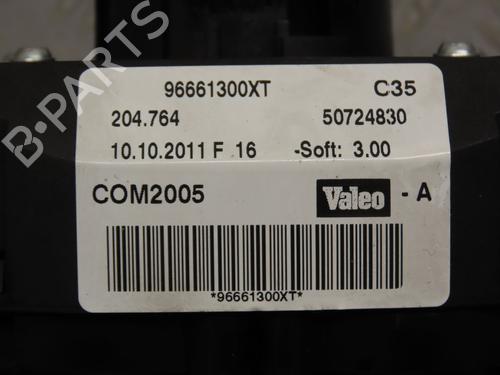 96661300XT C35
204.764 50724830
10.10.2011 F 16 -Soft: 3.00
COM2005 Valeo - A
*96661300XT*
B-PARTS